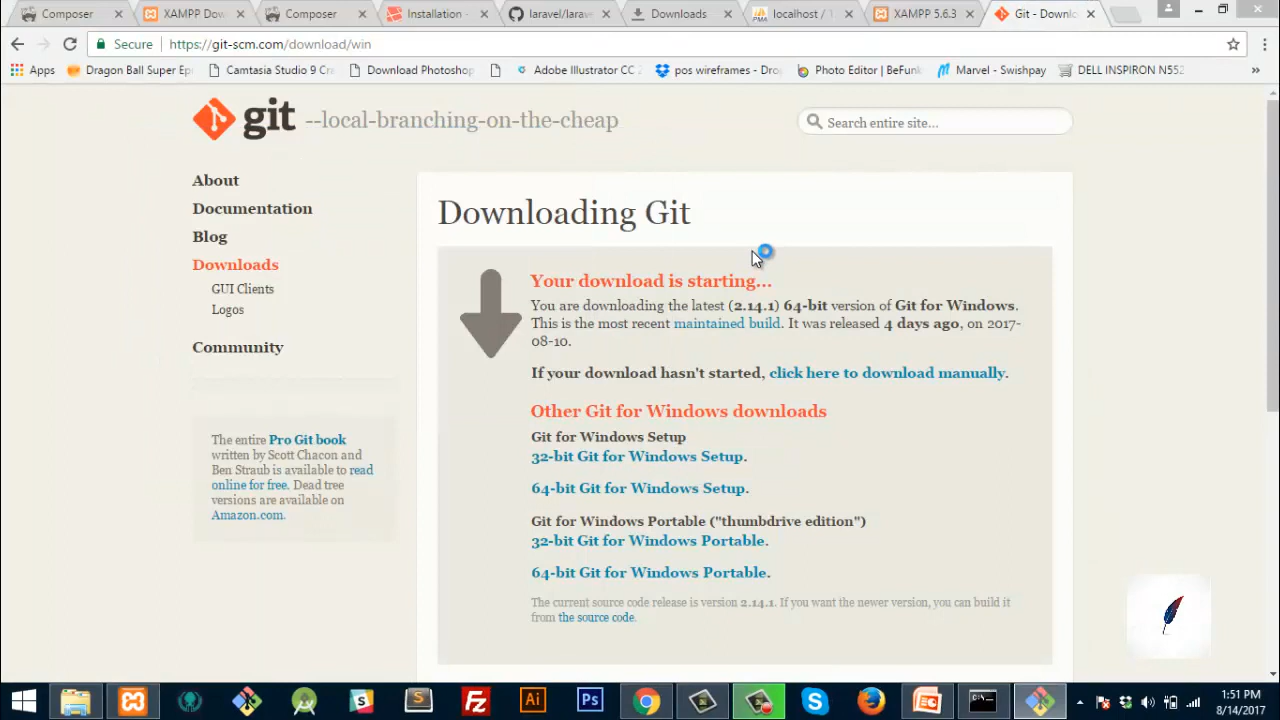 Composer
XAMPP Dow
Composer
Installation -
laravel/larave
Downloads
localhost / 1
XAMPP 5.6.3
Git - Downlo
Secure
https://git-scm.com/download/win
Apps
Dragon Ball Super Epi
Camtasia Studio 9 Cra
Download Photoshop
Adobe Illustrator CC 2
pos wireframes - Drop
Photo Editor | BeFunk
Marvel - Swishpay
DELL INSPIRON N552
»
git --local-branching-on-the-cheap
Search entire site...
About
Documentation
Blog
Downloads
GUI Clients
Logos
Community
The entire Pro Git book
written by Scott Chacon and
Ben Straub is available to read
online for free. Dead tree
versions are available on
Amazon.com.
Downloading Git
Your download is starting...
You are downloading the latest (2.14.1) 64-bit version of Git for Windows.
This is the most recent maintained build. It was released 4 days ago, on 2017-
08-10.
If your download hasn't started, click here to download manually.
Other Git for Windows downloads
Git for Windows Setup
32-bit Git for Windows Setup.
64-bit Git for Windows Setup.
Git for Windows Portable ("thumbdrive edition")
32-bit Git for Windows Portable.
64-bit Git for Windows Portable.
The current source code release is version 2.14.1. If you want the newer version, you can build it
from the source code.
Ai
Ps
1:51 PM
8/14/2017